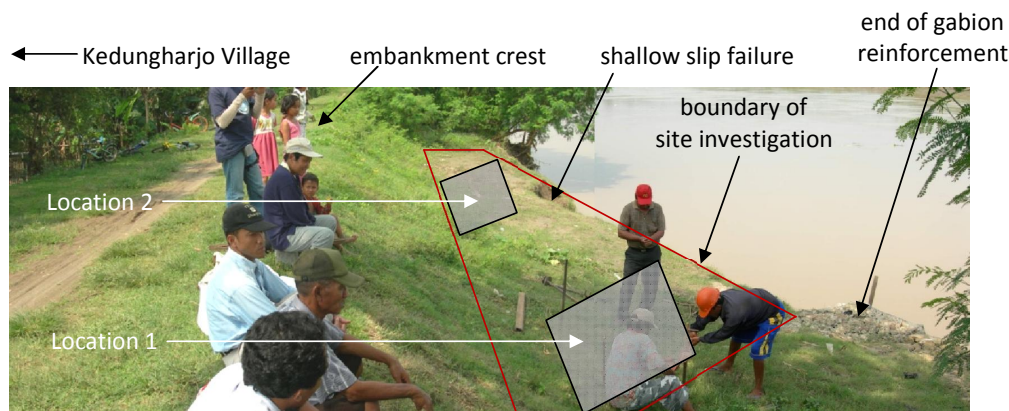 Kedungharjo Village
embankment crest
shallow slip failure
end of gabion
reinforcement
boundary of
site investigation
Location 2
Location 1